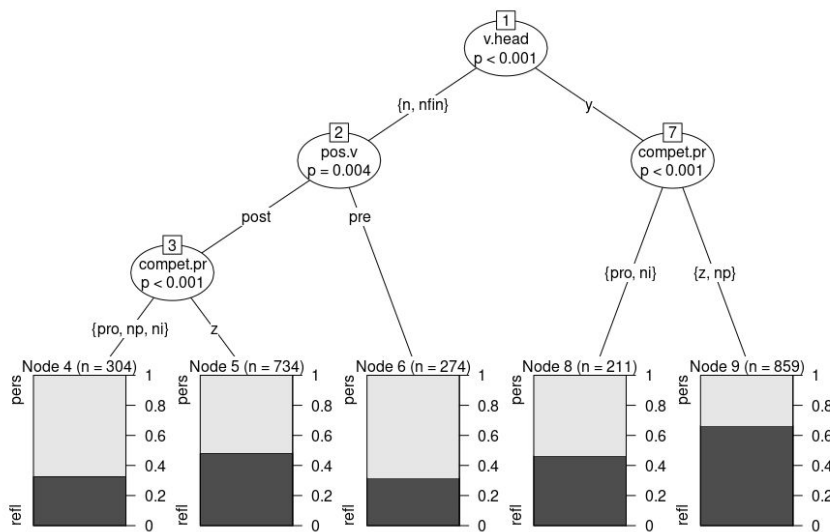 1
v.head
p < 0.001
{n, nfin}
y
2
pos.v
p = 0.004
7
compet.pr
p < 0.001
post
pre
3
compet.pr
p < 0.001
{pro, ni}
{z, np}
{pro, np, ni}
z
Node 4 (n = 304)
pers
refl
1
0.8
0.6
0.4
0.2
0
Node 5 (n = 734)
pers
refl
1
0.8
0.6
0.4
0.2
0
Node 6 (n = 274)
pers
refl
1
0.8
0.6
0.4
0.2
0
Node 8 (n = 211)
pers
refl
1
0.8
0.6
0.4
0.2
0
Node 9 (n = 859)
pers
refl
1
0.8
0.6
0.4
0.2
0